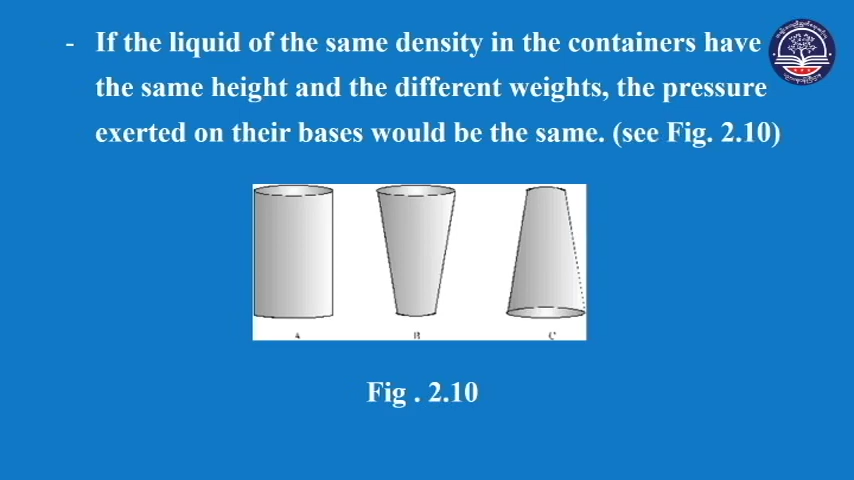 - If the liquid of the same density in the containers have
the same height and the different weights, the pressure
exerted on their bases would be the same. (see Fig. 2.10)
A B C
Fig . 2.10